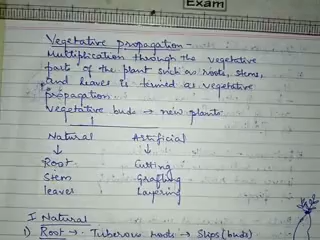 Exam
Vegetative propagation -
Multiplication through the vegetative
part of the plant such as roots, stems,
and leaves is termed as vegetative
propagation.
vegetative buds → new plants
Natural Artificial
↓ ↓
Root Cutting
Stem Grafting
leaves Layering
I Natural
1) Root → Tuberous roots → Slips (buds)